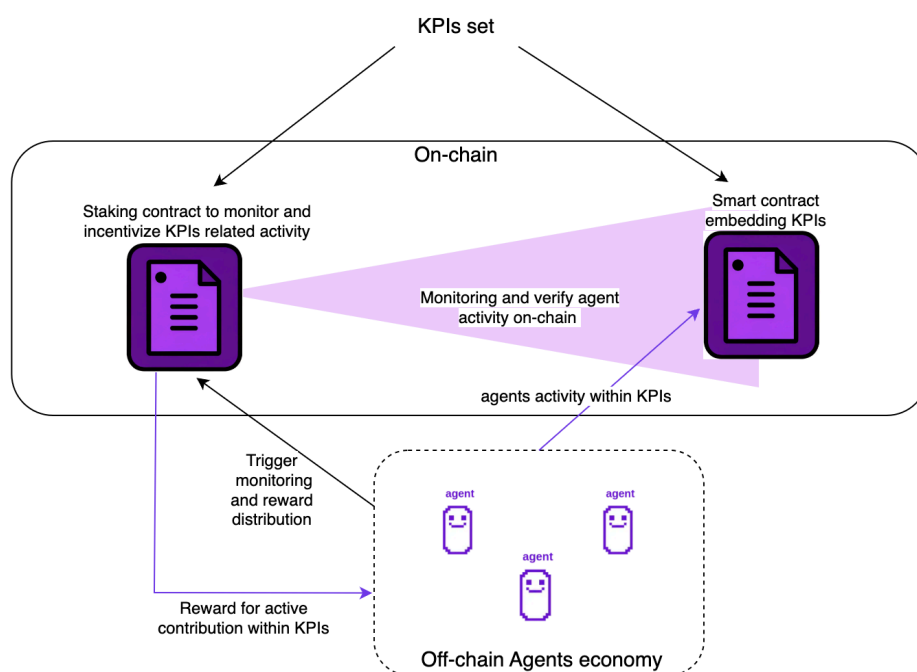 KPIs set
On-chain
Staking contract to monitor and
incentivize KPIs related activity
Smart contract
embedding KPIs
Monitoring and verify agent
activity on-chain
agents activity within KPIs
Trigger
monitoring
and reward
distribution
agent
agent
agent
Reward for active
contribution within KPIs
Off-chain Agents economy